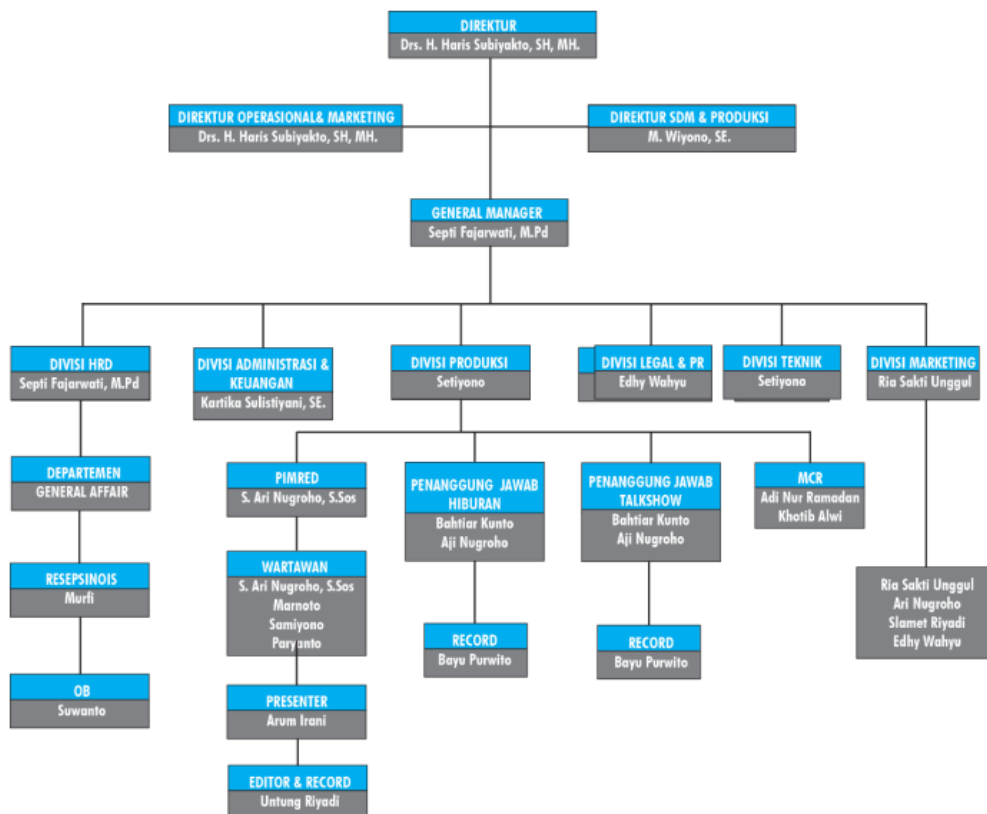 DIREKTUR
Drs. H. Haris Subiyakto, SH, MH.
DIREKTUR OPERASIONAL& MARKETING
Drs. H. Haris Subiyakto, SH, MH.
DIREKTUR SDM & PRODUKSI
M. Wiyono, SE.
GENERAL MANAGER
Septi Fajarwati, M.Pd
DIVISI HRD
Septi Fajarwati, M.Pd
DIVISI ADMINISTRASI &
KEUANGAN
Kartika Sulistiyani, SE.
DIVISI PRODUKSI
Setiyono
DIVISI LEGAL & PR
Edhy Wahyu
DIVISI TEKNIK
Setiyono
DIVISI MARKETING
Ria Sakti Unggul
DEPARTEMEN
GENERAL AFFAIR
RESEPSINOIS
Murfi
OB
Suwanto
PIMRED
S. Ari Nugroho, S.Sos
WARTAWAN
S. Ari Nugroho, S.Sos
Marnoto
Samiyono
Paryanto
PRESENTER
Arum Irani
EDITOR & RECORD
Untung Riyadi
PENANGGUNG JAWAB
HIBURAN
Bahtiar Kunto
Aji Nugroho
RECORD
Bayu Purwito
PENANGGUNG JAWAB
TALKSHOW
Bahtiar Kunto
Aji Nugroho
RECORD
Bayu Purwito
MCR
Adi Nur Ramadan
Khotib Alwi
Ria Sakti Unggul
Ari Nugroho
Slamet Riyadi
Edhy Wahyu